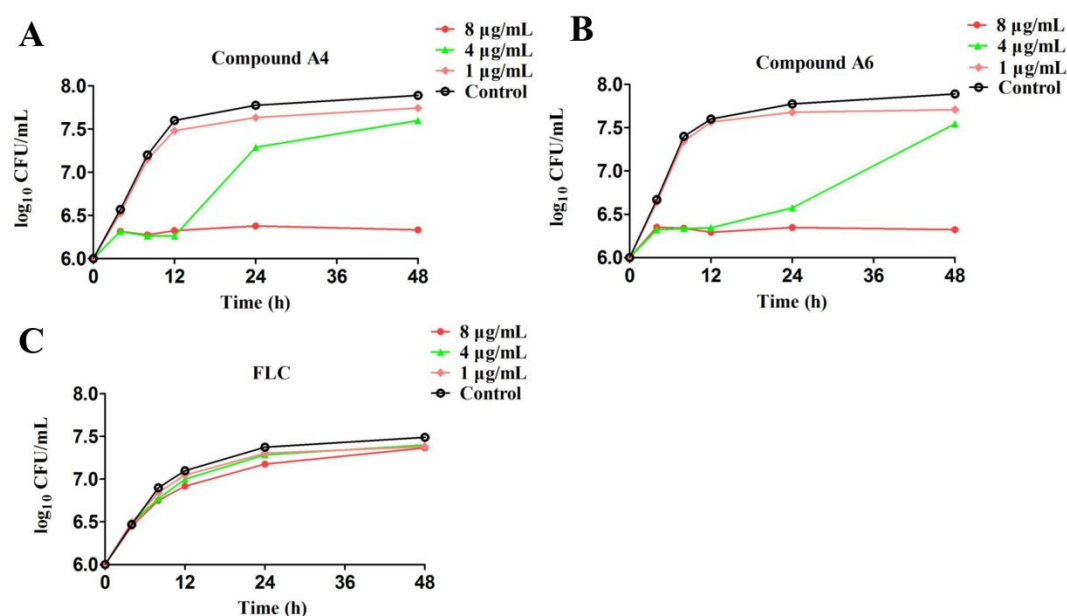 A
Compound A4
8 µg/mL
4 µg/mL
1 µg/mL
Control
log10 CFU/mL
8.0
7.5
7.0
6.5
6.0
0 12 24 36 48
Time (h)
B
Compound A6
8 µg/mL
4 µg/mL
1 µg/mL
Control
log10 CFU/mL
8.0
7.5
7.0
6.5
6.0
0 12 24 36 48
Time (h)
C
FLC
8 µg/mL
4 µg/mL
1 µg/mL
Control
log10 CFU/mL
8.0
7.5
7.0
6.5
6.0
0 12 24 36 48
Time (h)